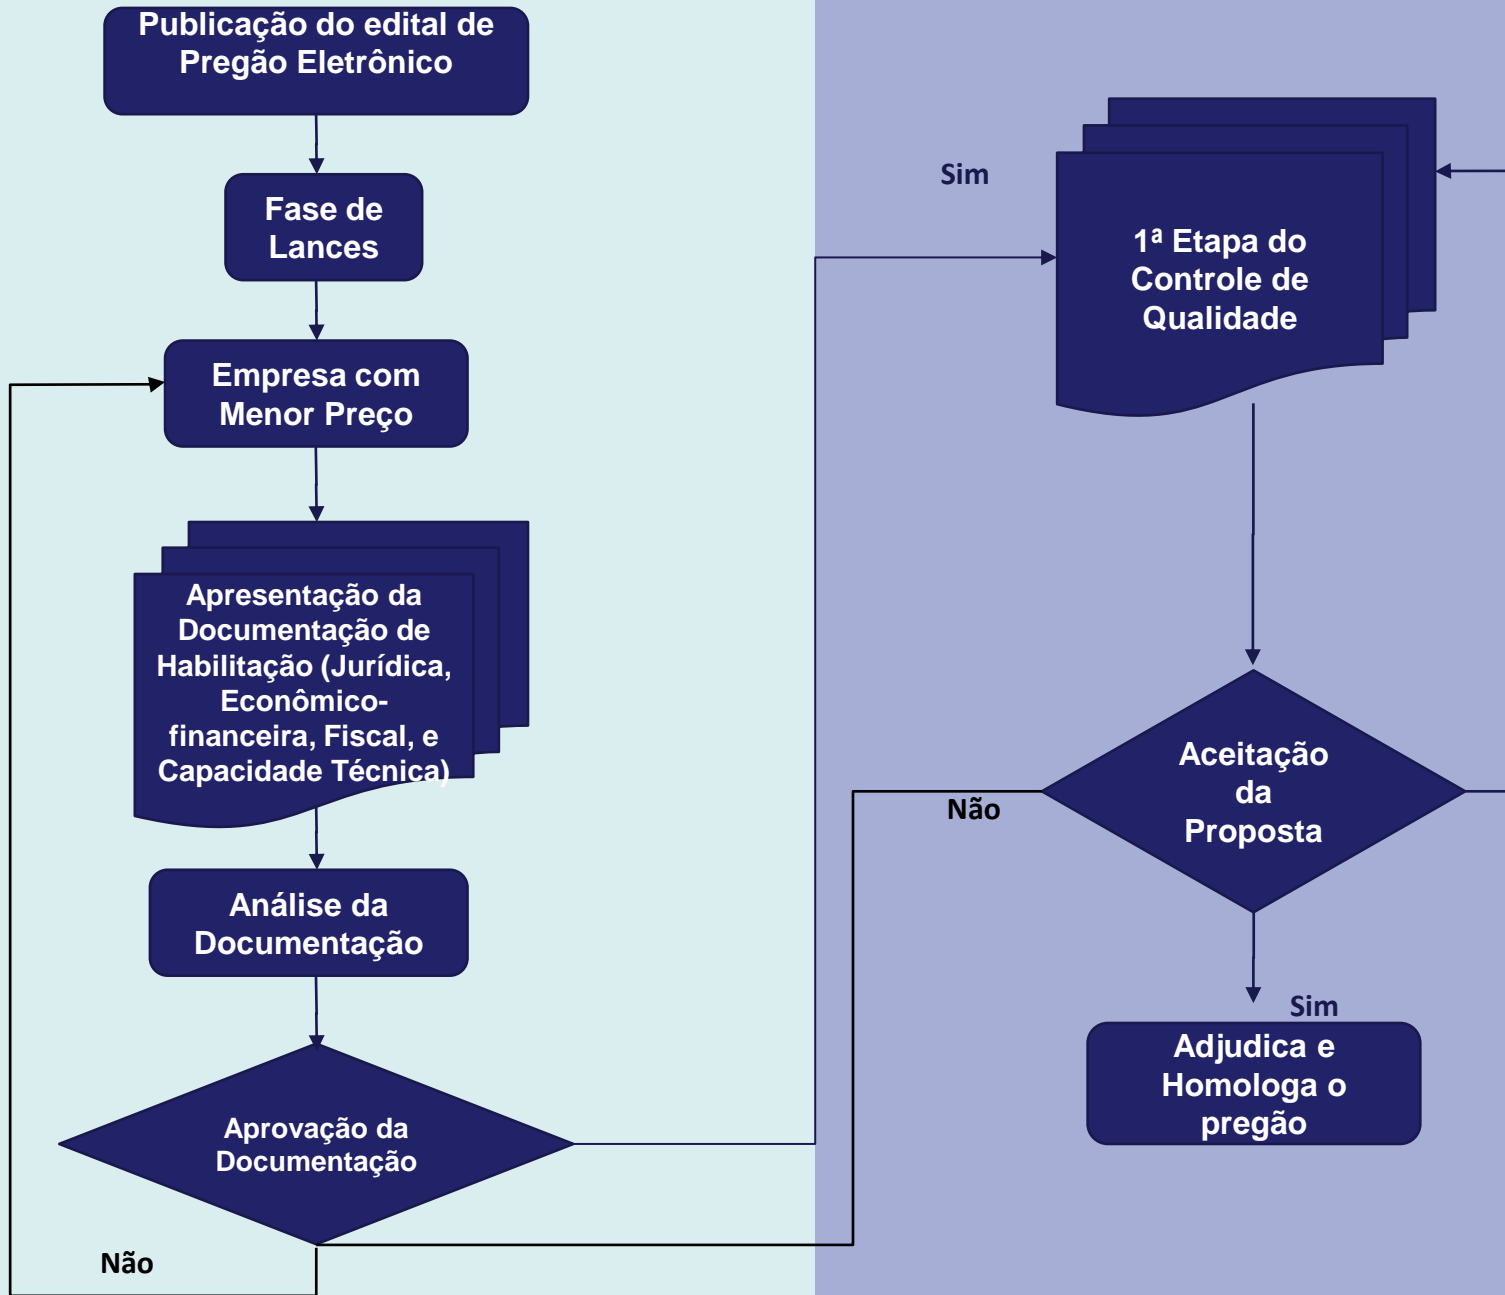 Publicação do edital de
Pregão Eletrônico
Fase de
Lances
Empresa com
Menor Preço
Apresentação da
Documentação de
Habilitação (Jurídica,
Econômico-
financeira, Fiscal, e
Capacidade Técnica)
Análise da
Documentação
Aprovação da
Documentação
Não
Sim
1ª Etapa do
Controle de
Qualidade
Aceitação
da
Proposta
Não
Sim
Adjudica e
Homologa o
pregão